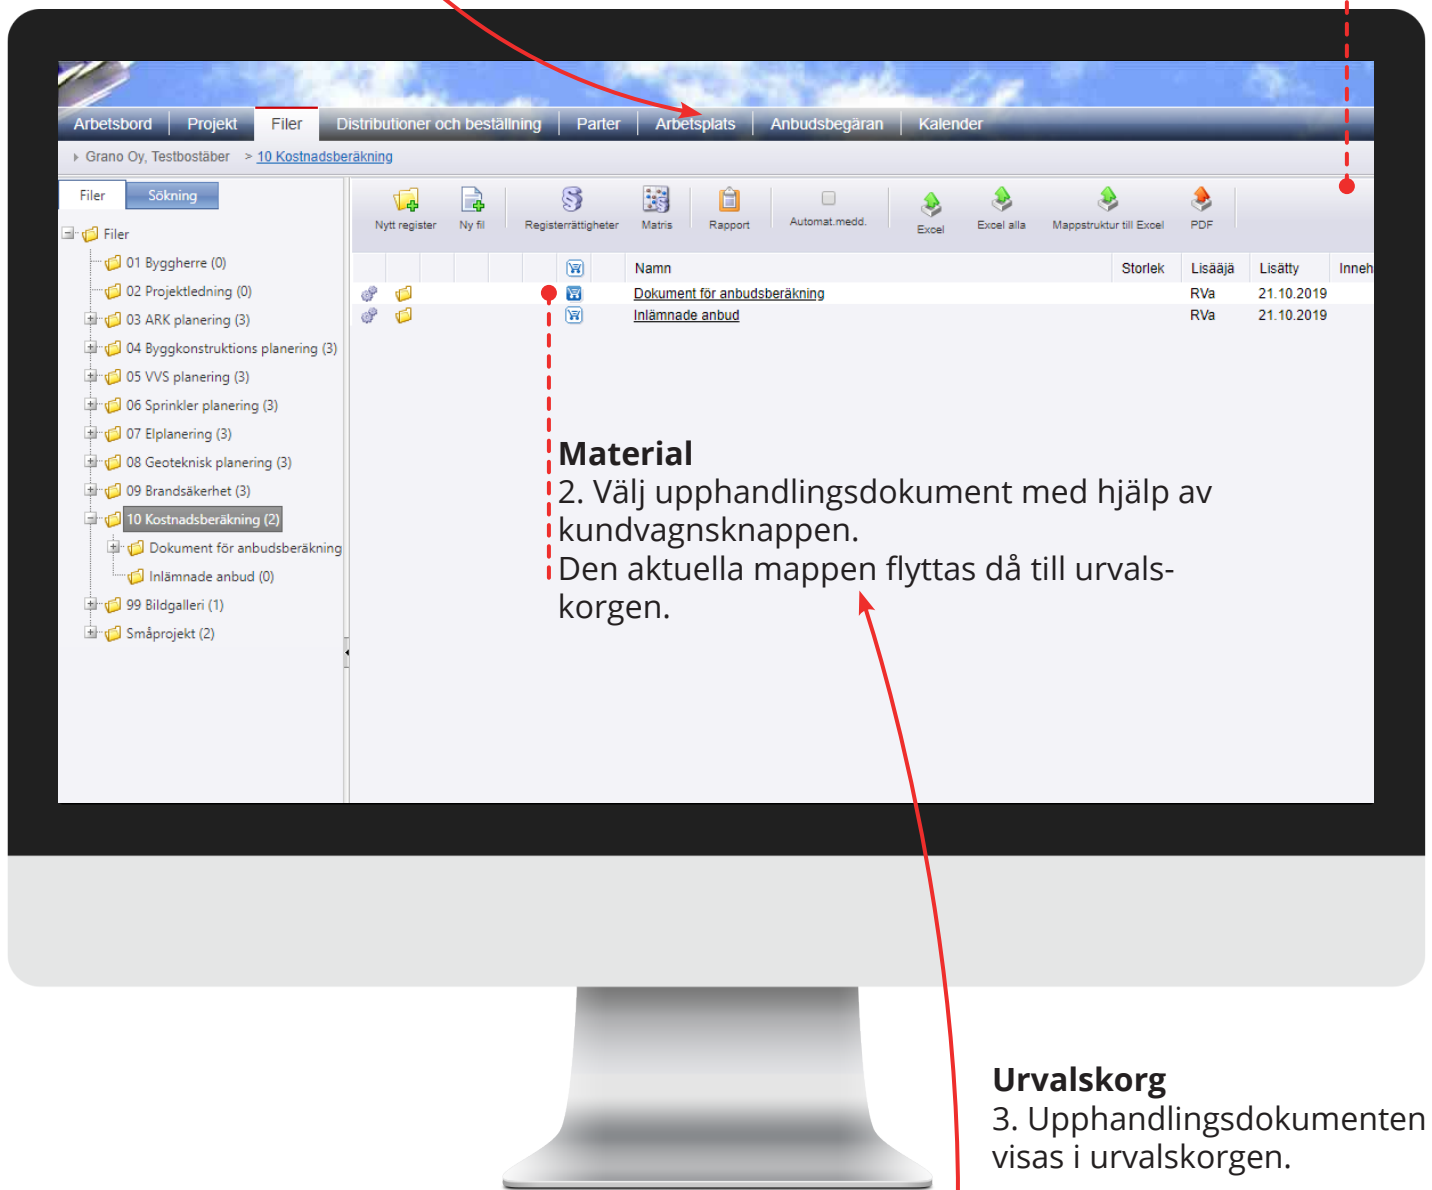 Arbetsbord Projekt Filer Distributioner och beställning Parter Arbetsplats Anbudsbegäran Kalender
Grano Oy, Testbostäber > 10 Kostnadsberäkning
Filer Sökning
Nytt register Ny fil Registerrättigheter Matris Rapport Automat.medd. Excel Excel alla Mappstruktur till Excel PDF
Filer
01 Byggherre (0)
02 Projektledning (0)
03 ARK planering (3)
04 Byggkonstruktions planering (3)
05 VVS planering (3)
06 Sprinkler planering (3)
07 Elplanering (3)
08 Geoteknisk planering (3)
09 Brandsäkerhet (3)
10 Kostnadsberäkning (2)
Dokument för anbudsberäkning
Inlämnade anbud (0)
99 Bildgalleri (1)
Småprojekt (2)
Namn Storlek Lisääjä Lisätty Inneh
Dokument för anbudsberäkning RVa 21.10.2019
Inlämnade anbud RVa 21.10.2019
Material
2. Välj upphandlingsdokument med hjälp av
kundvagnsknappen.
Den aktuella mappen flyttas då till urvals-
korgen.
Urvalskorg
3. Upphandlingsdokumenten
visas i urvalskorgen.